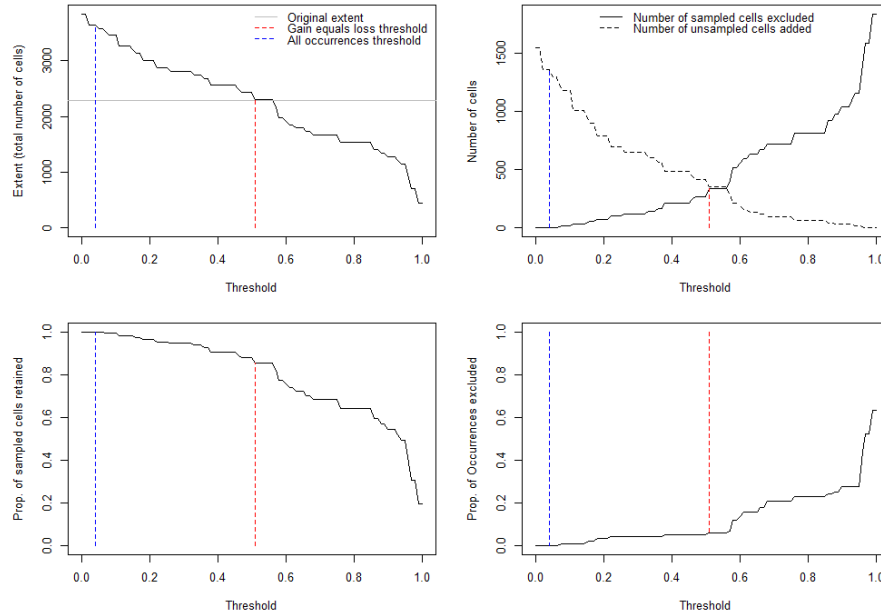 Original extent
Gain equals loss threshold
All occurrences threshold
Extent (total number of cells)
0 1000 2000 3000
0.0 0.2 0.4 0.6 0.8 1.0
Threshold
Number of sampled cells excluded
Number of unsampled cells added
Number of cells
0 500 1000 1500
0.0 0.2 0.4 0.6 0.8 1.0
Threshold
Prop. of sampled cells retained
0.0 0.2 0.4 0.6 0.8 1.0
0.0 0.2 0.4 0.6 0.8 1.0
Threshold
Prop. of Occurrences excluded
0.0 0.2 0.4 0.6 0.8 1.0
0.0 0.2 0.4 0.6 0.8 1.0
Threshold